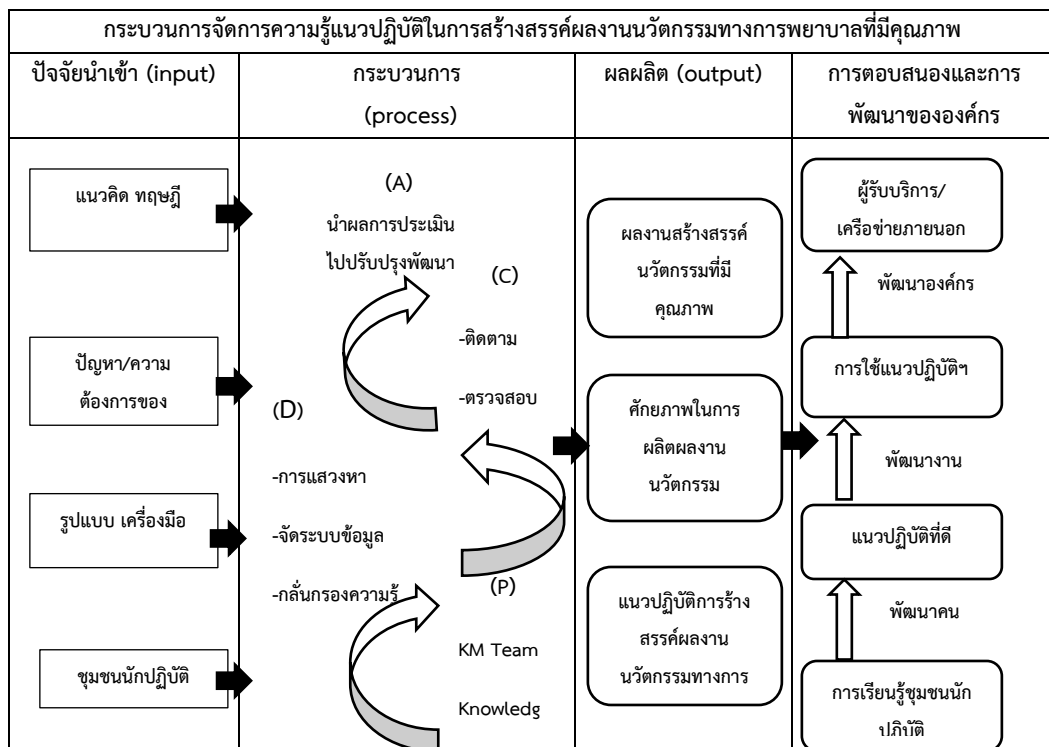 กระบวนการจัดการความรู้แนวปฏิบัติในการสร้างสรรค์ผลงานนวัตกรรมทางการพยาบาลที่มีคุณภาพ
ปัจจัยนำเข้า (input)
กระบวนการ
(process)
ผลผลิต (output)
การตอบสนองและการ
พัฒนาขององค์กร
แนวคิด ทฤษฎี
ปัญหา/ความ
ต้องการของ
รูปแบบ เครื่องมือ
ชุมชนนักปฏิบัติ
(A)
นำผลการประเมิน
ไปปรับปรุงพัฒนา
(C)
-ติดตาม
-ตรวจสอบ
(D)
-การแสวงหา
-จัดระบบข้อมูล
-กลั่นกรองความรู้
(P)
KM Team
Knowledg
ผลงานสร้างสรรค์
นวัตกรรมที่มี
คุณภาพ
ศักยภาพในการ
ผลิตผลงาน
นวัตกรรม
แนวปฏิบัติการร้าง
สรรค์ผลงาน
นวัตกรรมทางการ
ผู้รับบริการ/
เครือข่ายภายนอก
พัฒนาองค์กร
การใช้แนวปฏิบัติฯ
พัฒนางาน
แนวปฏิบัติที่ดี
พัฒนาคน
การเรียนรู้ชุมชนนัก
ปฏิบัติ